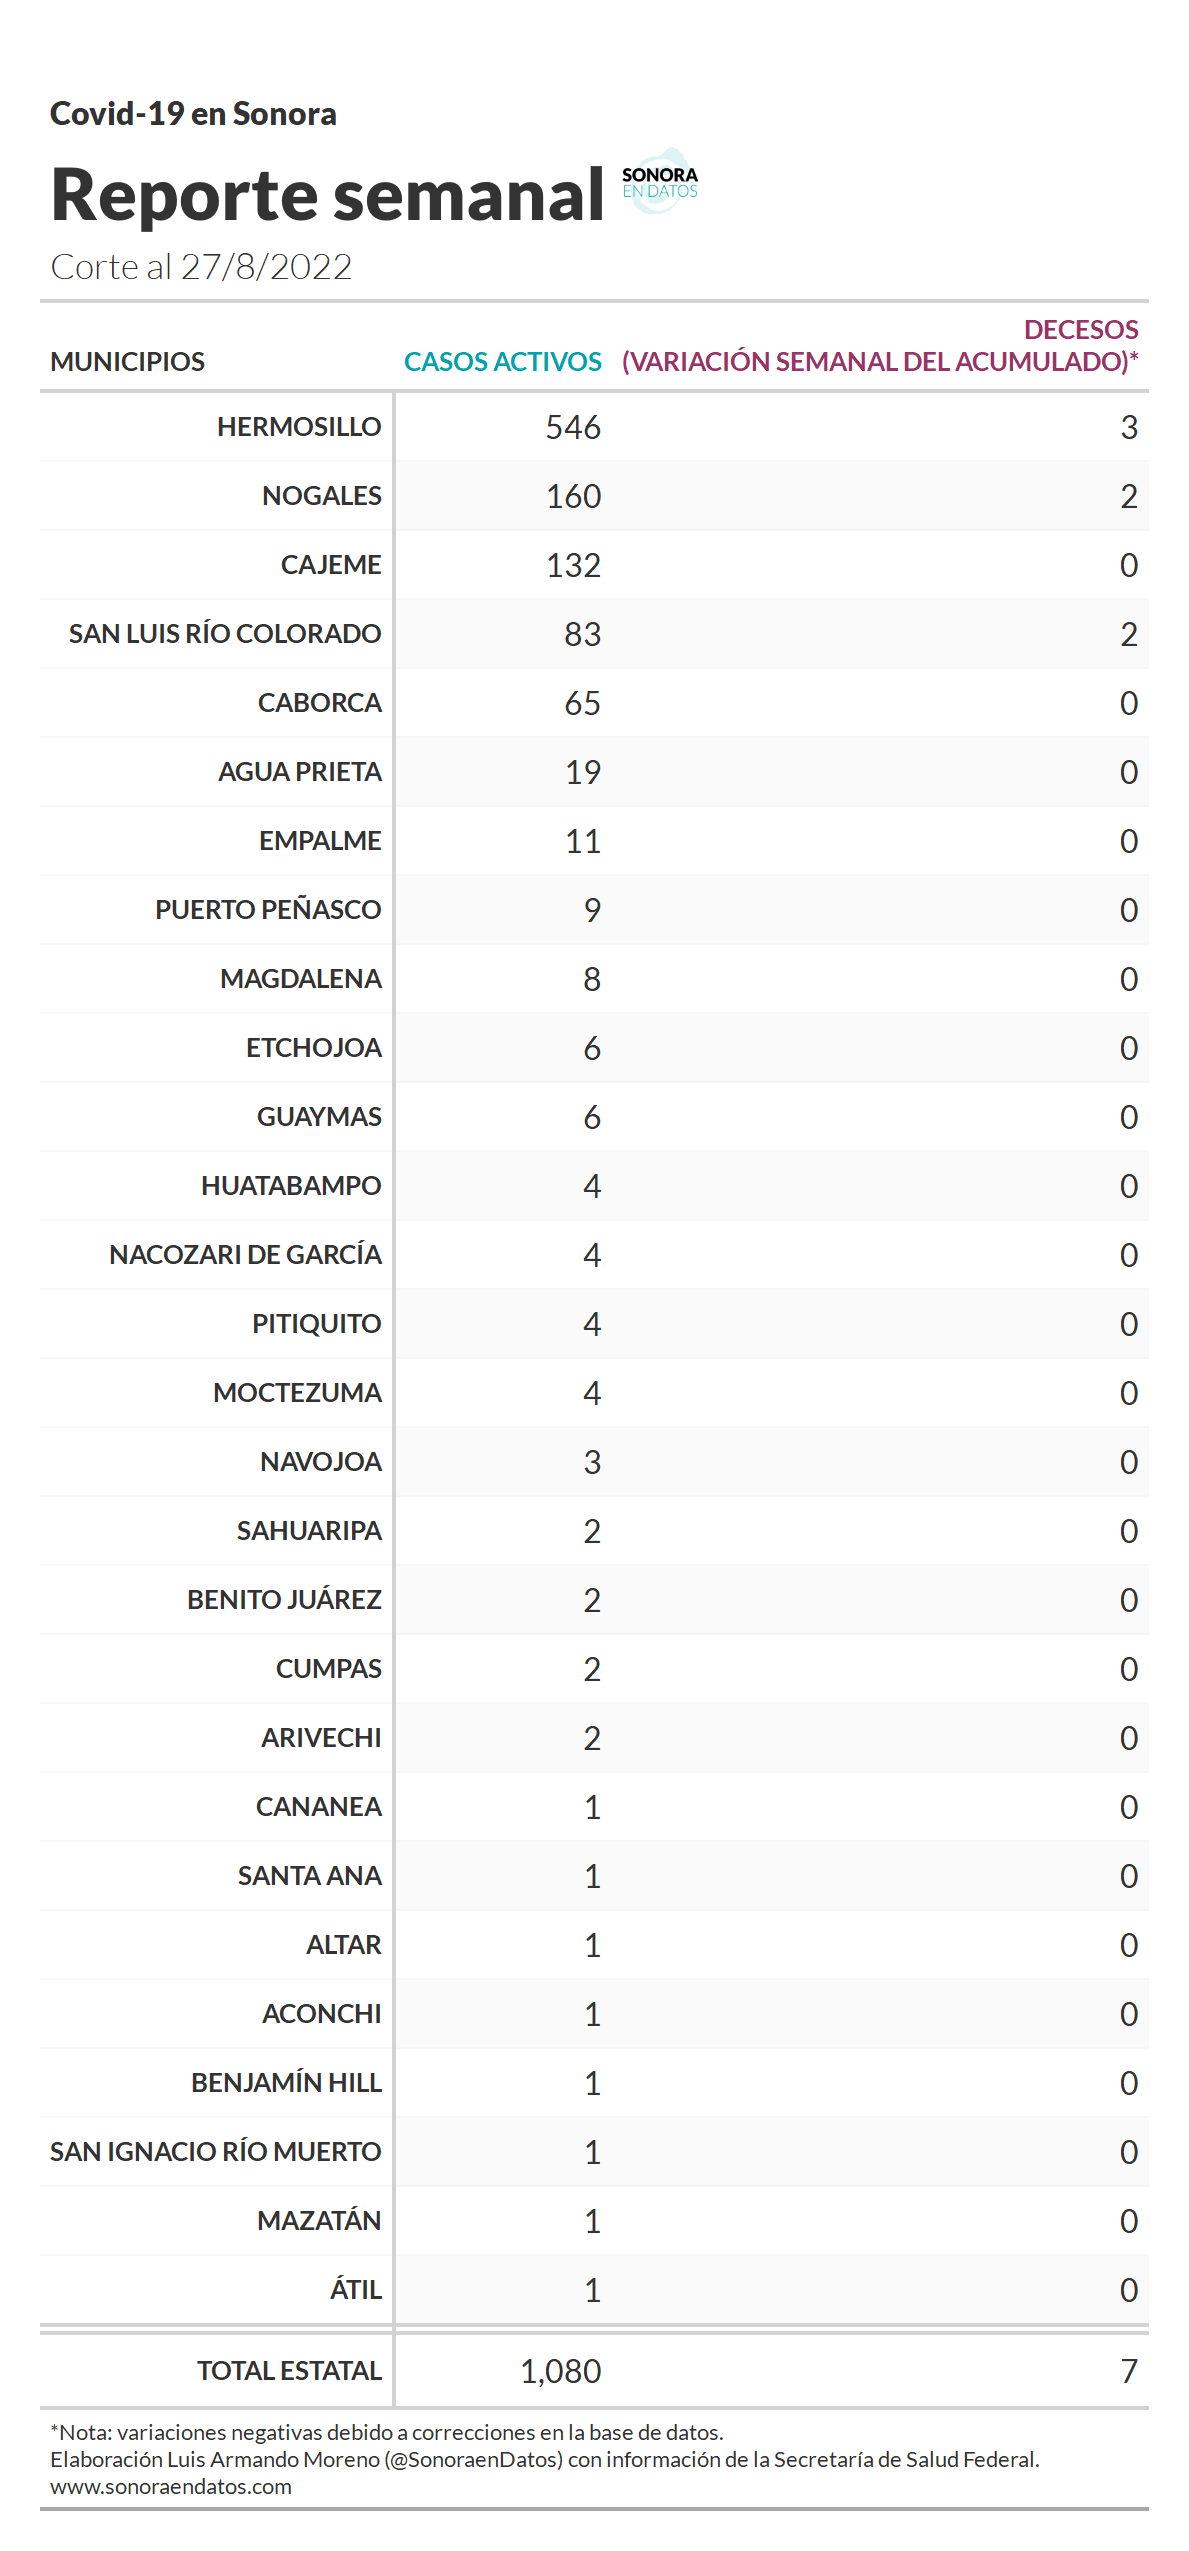 Covid-19 en Sonora
Reporte semanal
SONORA
EN DATOS
Corte al 27/8/2022
DECESOS
MUNICIPIOS CASOS ACTIVOS (VARIACIÓN SEMANAL DEL ACUMULADO)*
HERMOSILLO 546 3
NOGALES 160 2
CAJEME 132 0
SAN LUIS RÍO COLORADO 83 2
CABORCA 65 0
AGUA PRIETA 19 0
EMPALME 11 0
PUERTO PEÑASCO 9 0
MAGDALENA 8 0
ETCHOJOA 6 0
GUAYMAS 6 0
HUATABAMPO 4 0
NACOZARI DE GARCÍA 4 0
PITIQUITO 4 0
MOCTEZUMA 4 0
NAVOJOA 3 0
SAHUARIPA 2 0
BENITO JUÁREZ 2 0
CUMPAS 2 0
ARIVECHI 2 0
CANANEA 1 0
SANTA ANA 1 0
ALTAR 1 0
ACONCHI 1 0
BENJAMÍN HILL 1 0
SAN IGNACIO RÍO MUERTO 1 0
MAZATÁN 1 0
ÁTIL 1 0
TOTAL ESTATAL 1,080 7
*Nota: variaciones negativas debido a correcciones en la base de datos.
Elaboración Luis Armando Moreno (@SonoraenDatos) con información de la Secretaría de Salud Federal.
www.sonoraendatos.com